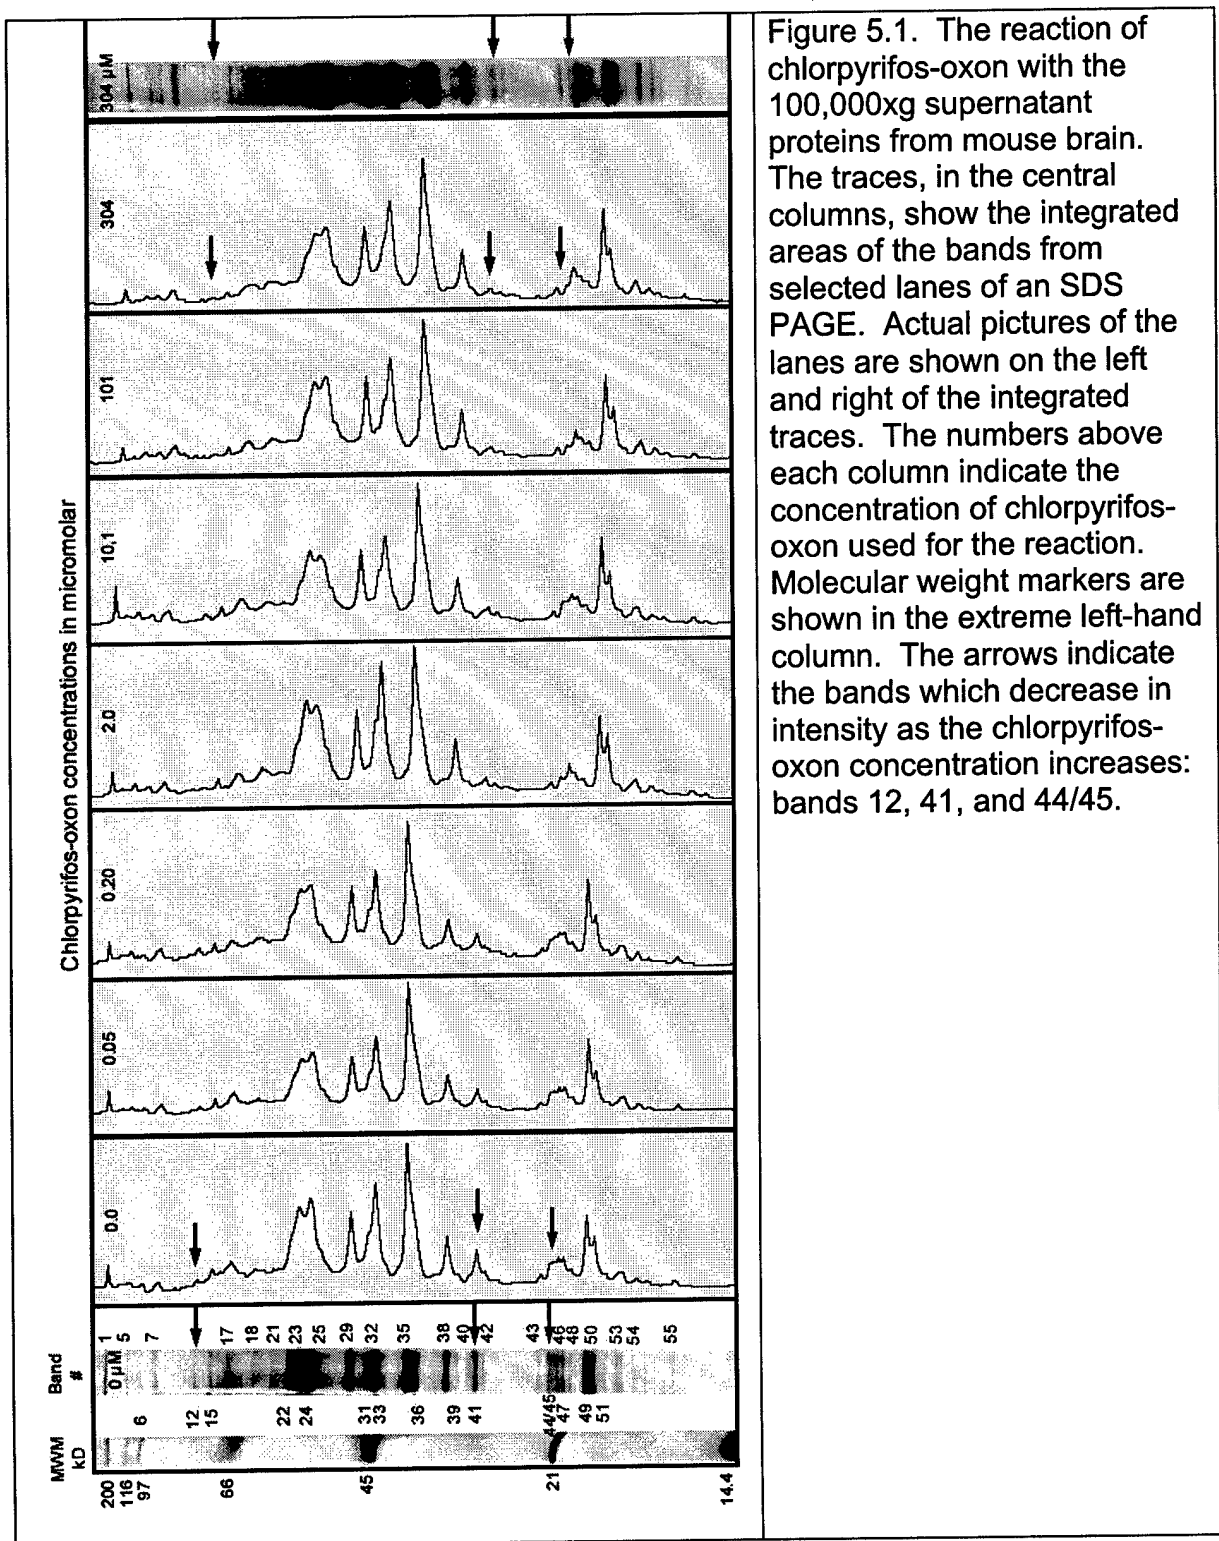 Figure 5.1. The reaction of
chlorpyrifos-oxon with the
100,000xg supernatant
proteins from mouse brain.
The traces, in the central
columns, show the integrated
areas of the bands from
selected lanes of an SDS
PAGE. Actual pictures of the
lanes are shown on the left
and right of the integrated
traces. The numbers above
each column indicate the
concentration of chlorpyrifos-
oxon used for the reaction.
Molecular weight markers are
shown in the extreme left-hand
column. The arrows indicate
the bands which decrease in
intensity as the chlorpyrifos-
oxon concentration increases:
bands 12, 41, and 44/45.
Chlorpyrifos-oxon concentrations in micromolar
MWM
kD
Band
#
0.0
0.05
0.20
2.0
10,1
101
304
304 µM
0 µM
200
116
97
66
45
21
14.4
6
12
15
22
24
31
33
36
39
41
44/45
47
49
51
1
5
7
17
18
21
23
25
29
32
35
38
40
42
43
46
48
50
53
54
55